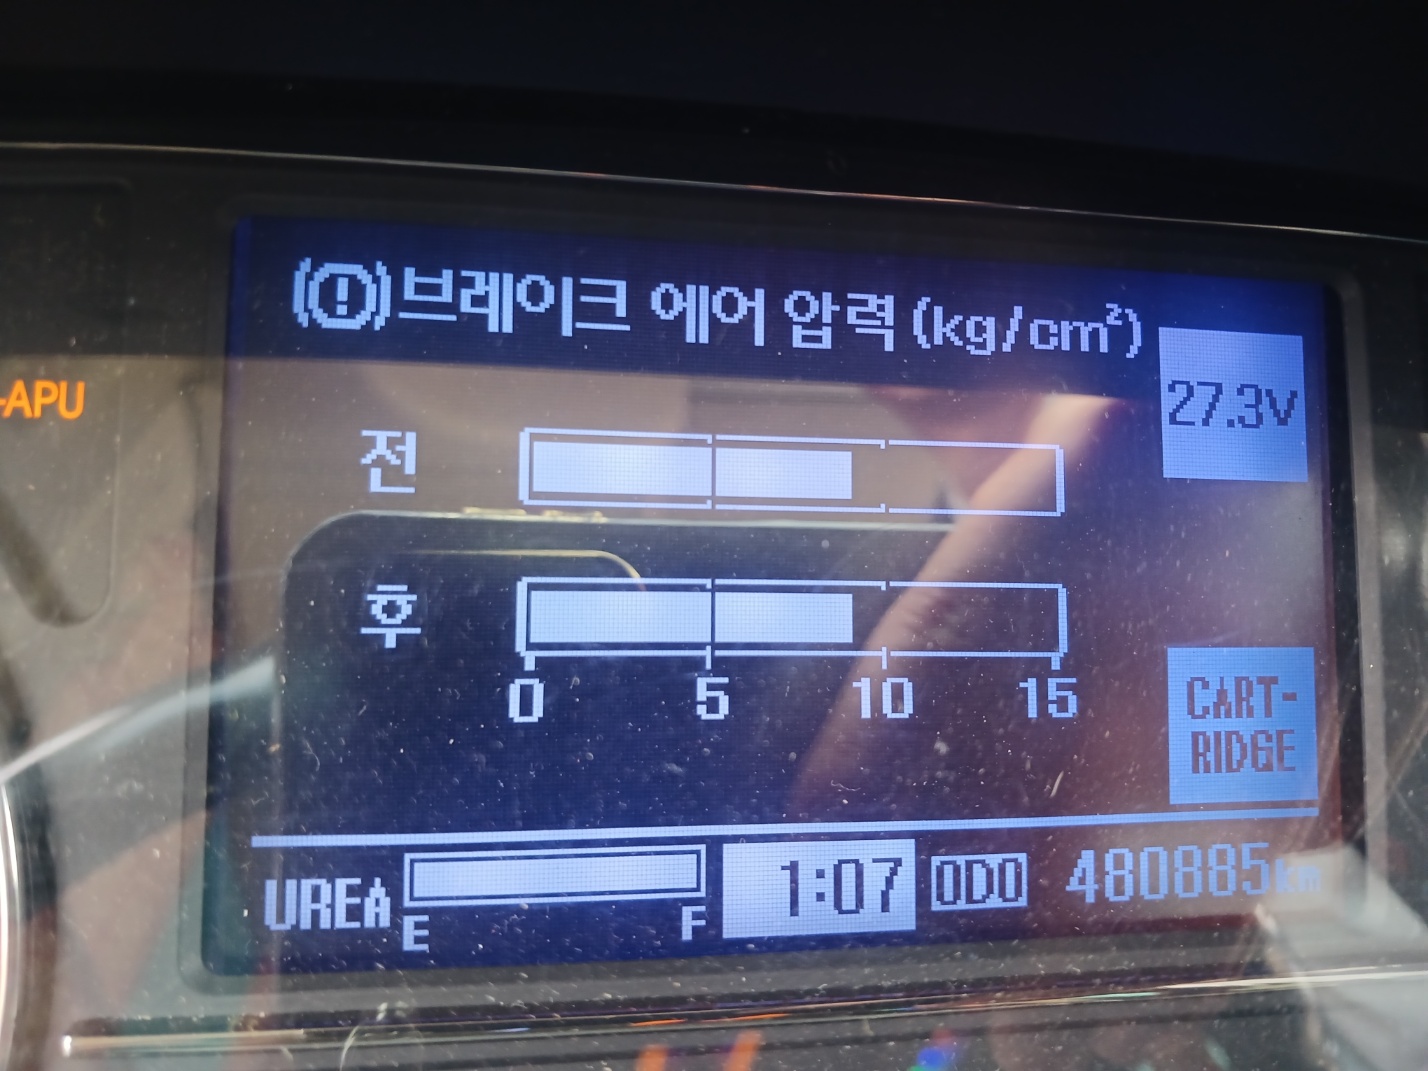 (!)브레이크 에어 압력 (kg/cm²)
27.3V
-APU
전
후
0 5 10 15
CART-
RIDGE
UREA E F 1:07 ODO 480885km